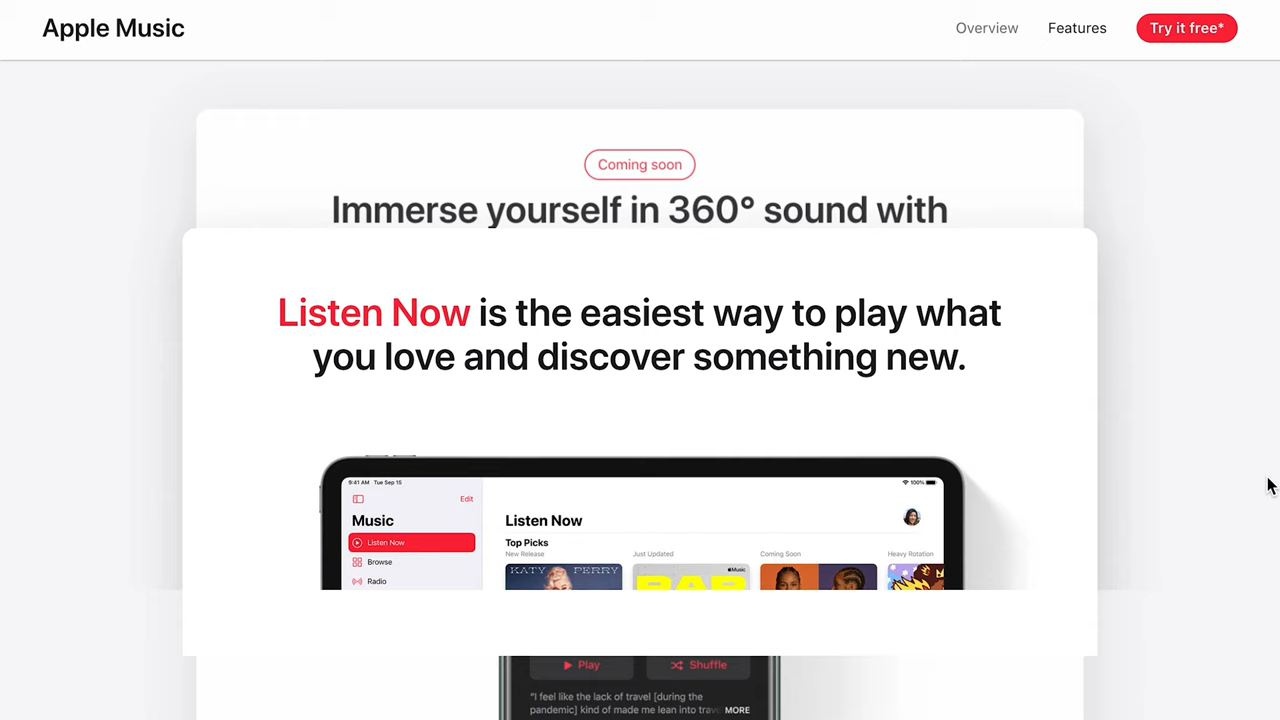 Apple Music
Overview Features Try it free*
Coming soon
Immerse yourself in 360° sound with
Listen Now is the easiest way to play what
you love and discover something new.
9:41 AM Tue Sep 15
100%
Edit
Music
Listen Now
Browse
Radio
Listen Now
Top Picks
New Release Just Updated Coming Soon Heavy Rotation
KATY PERRY
Music
RAP
Play Shuffle
“I feel like the lack of travel [during the
pandemic] kind of made me lean into MORE